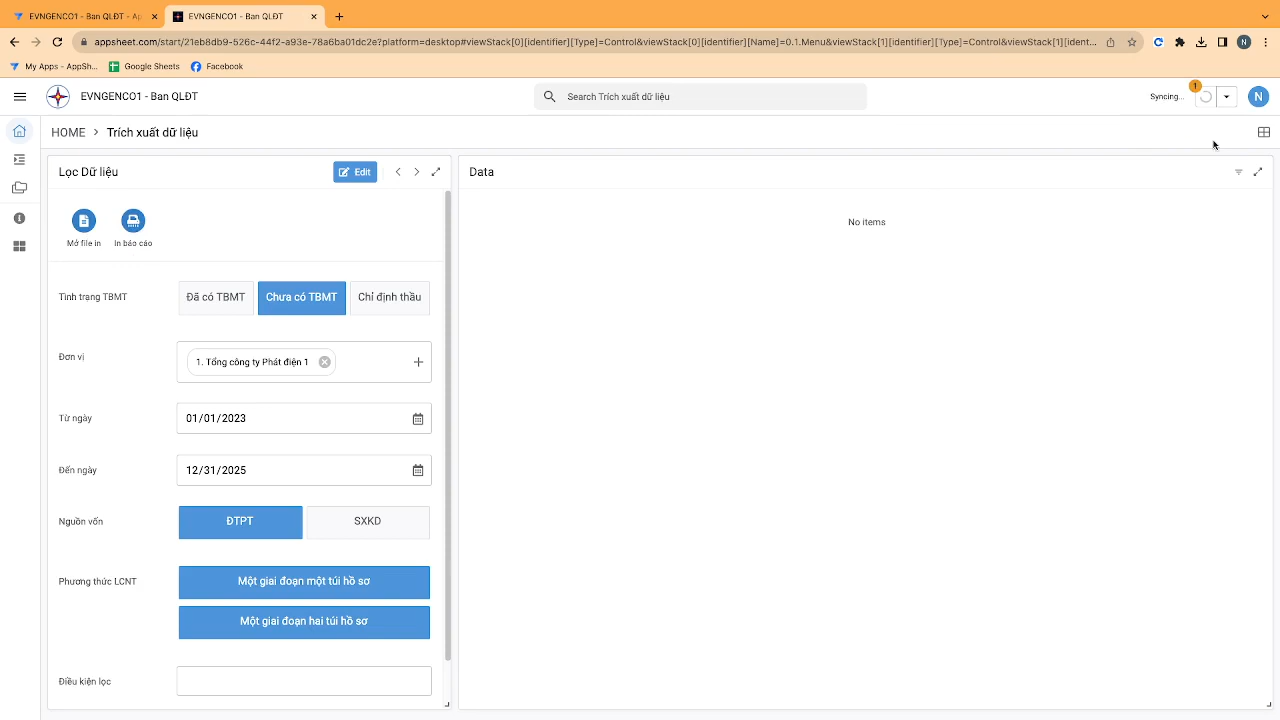 EVNGENCO1 - Ban QLĐT - Ap
EVNGENCO1 - Ban QLĐT
appsheet.com/start/21eb8db9-526c-44f2-a93e-78a6ba01dc2e?platform=desktop#viewStack[0][identifier][Type]=Control&viewStack[0][identifier][Name]=0.1.Menu&viewStack[1][identifier][Type]=Control&viewStack[1][ident...
My Apps - AppSh...
Google Sheets
Facebook
N
EVNGENCO1 - Ban QLĐT
Search Trích xuất dữ liệu
Syncing...
1
N
HOME > Trích xuất dữ liệu
Lọc Dữ liệu
Edit
Data
Mở file in
In báo cáo
No items
Tình trạng TBMT
Đã có TBMT
Chưa có TBMT
Chỉ định thầu
Đơn vị
1. Tổng công ty Phát điện 1
Từ ngày
01/01/2023
Đến ngày
12/31/2025
Nguồn vốn
ĐTPT
SXKD
Phương thức LCNT
Một giai đoạn một túi hồ sơ
Một giai đoạn hai túi hồ sơ
Điều kiện lọc